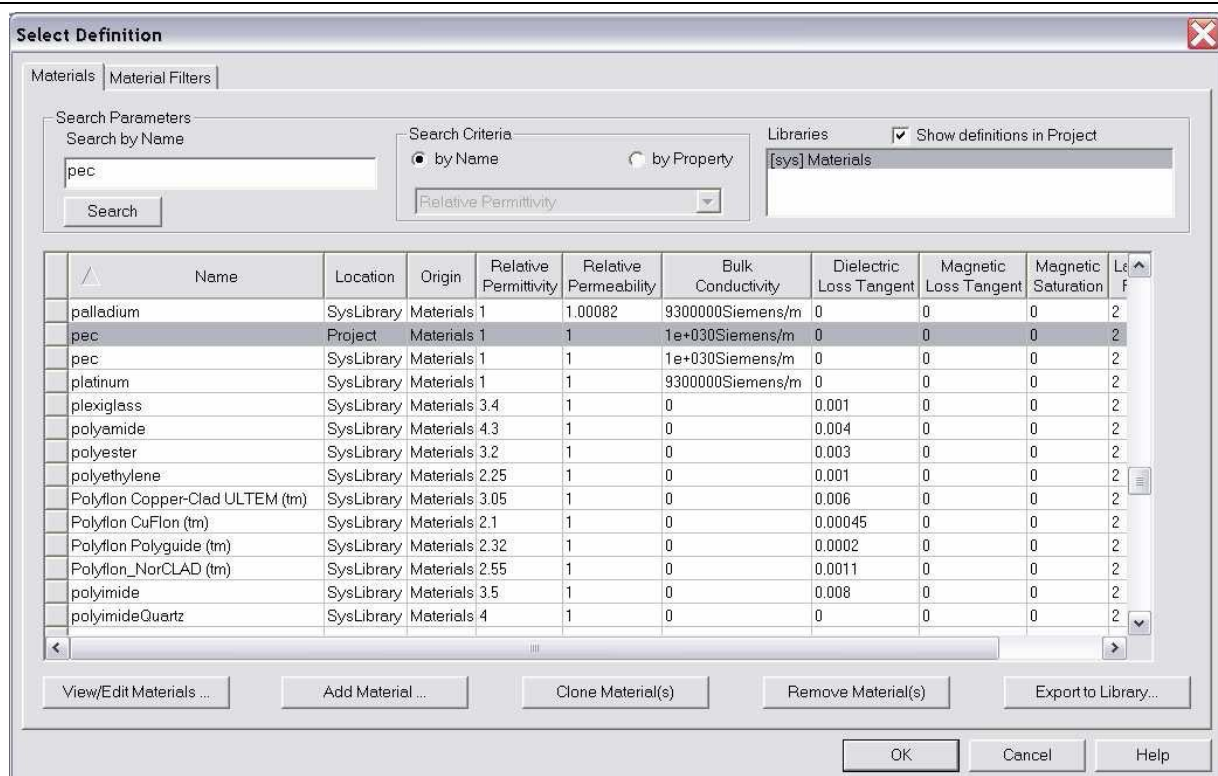 Select Definition
Materials Material Filters
Search Parameters
Search by Name
pec
Search
Search Criteria
by Name by Property
Relative Permittivity
Libraries Show definitions in Project
[sys] Materials
Name Location Origin Relative Permittivity Relative Permeability Bulk Conductivity Dielectric Loss Tangent Magnetic Loss Tangent Magnetic Saturation
palladium SysLibrary Materials 1 1.00082 9300000Siemens/m 0 0 0 2
pec Project Materials 1 1 1e+030Siemens/m 0 0 0 2
pec SysLibrary Materials 1 1 1e+030Siemens/m 0 0 0 2
platinum SysLibrary Materials 1 1 9300000Siemens/m 0 0 0 2
plexiglass SysLibrary Materials 3.4 1 0 0.001 0 0 2
polyamide SysLibrary Materials 4.3 1 0 0.004 0 0 2
polyester SysLibrary Materials 3.2 1 0 0.003 0 0 2
polyethylene SysLibrary Materials 2.25 1 0 0.001 0 0 2
Polyflon Copper-Clad ULTEM (tm) SysLibrary Materials 3.05 1 0 0.006 0 0 2
Polyflon CuFlon (tm) SysLibrary Materials 2.1 1 0 0.00045 0 0 2
Polyflon Polyguide (tm) SysLibrary Materials 2.32 1 0 0.0002 0 0 2
Polyflon_NorCLAD (tm) SysLibrary Materials 2.55 1 0 0.0011 0 0 2
polyimide SysLibrary Materials 3.5 1 0 0.008 0 0 2
polyimideQuartz SysLibrary Materials 4 1 0 0 0 0 2
View/Edit Materials ... Add Material ... Clone Material(s) Remove Material(s) Export to Library...
OK Cancel Help